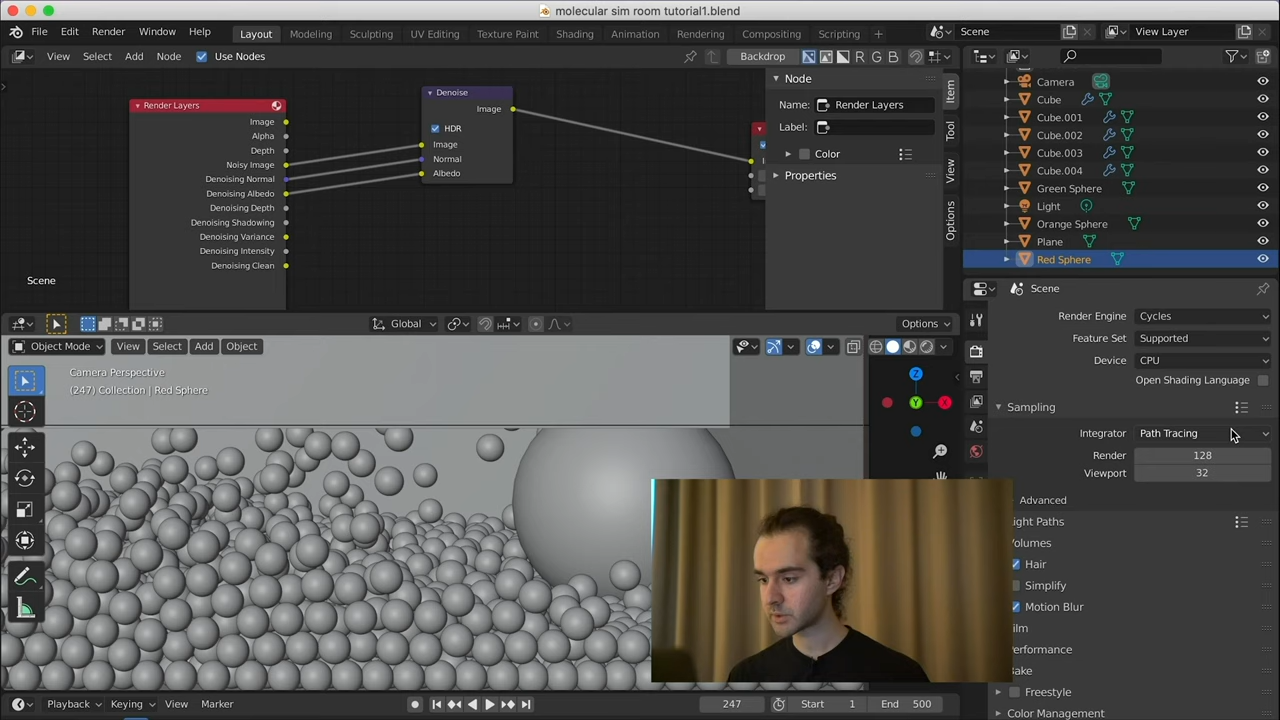 molecular sim room tutorial1.blend
File Edit Render Window Help Layout Modeling Sculpting UV Editing Texture Paint Shading Animation Rendering Compositing Scripting + Scene View Layer
View Select Add Node Use Nodes Backdrop R G B
Render Layers
Image
Alpha
Depth
Noisy Image
Denoising Normal
Denoising Albedo
Denoising Depth
Denoising Shadowing
Denoising Variance
Denoising Intensity
Denoising Clean
Scene
Denoise
Image
HDR
Image
Normal
Albedo
Node
Name: Render Layers
Label:
Color
Properties
Item
Tool
View
Options
Camera
Cube
Cube.001
Cube.002
Cube.003
Cube.004
Green Sphere
Light
Orange Sphere
Plane
Red Sphere
Global Options
Object Mode View Select Add Object
Camera Perspective
(247) Collection | Red Sphere
Z
Y
X
Scene
Render Engine Cycles
Feature Set Supported
Device CPU
Open Shading Language
Sampling
Integrator Path Tracing
Render 128
Viewport 32
Advanced
ight Paths
Volumes
Hair
Simplify
Motion Blur
ilm
erformance
ake
Freestyle
Color Management
Playback Keying View Marker 247 Start 1 End 500